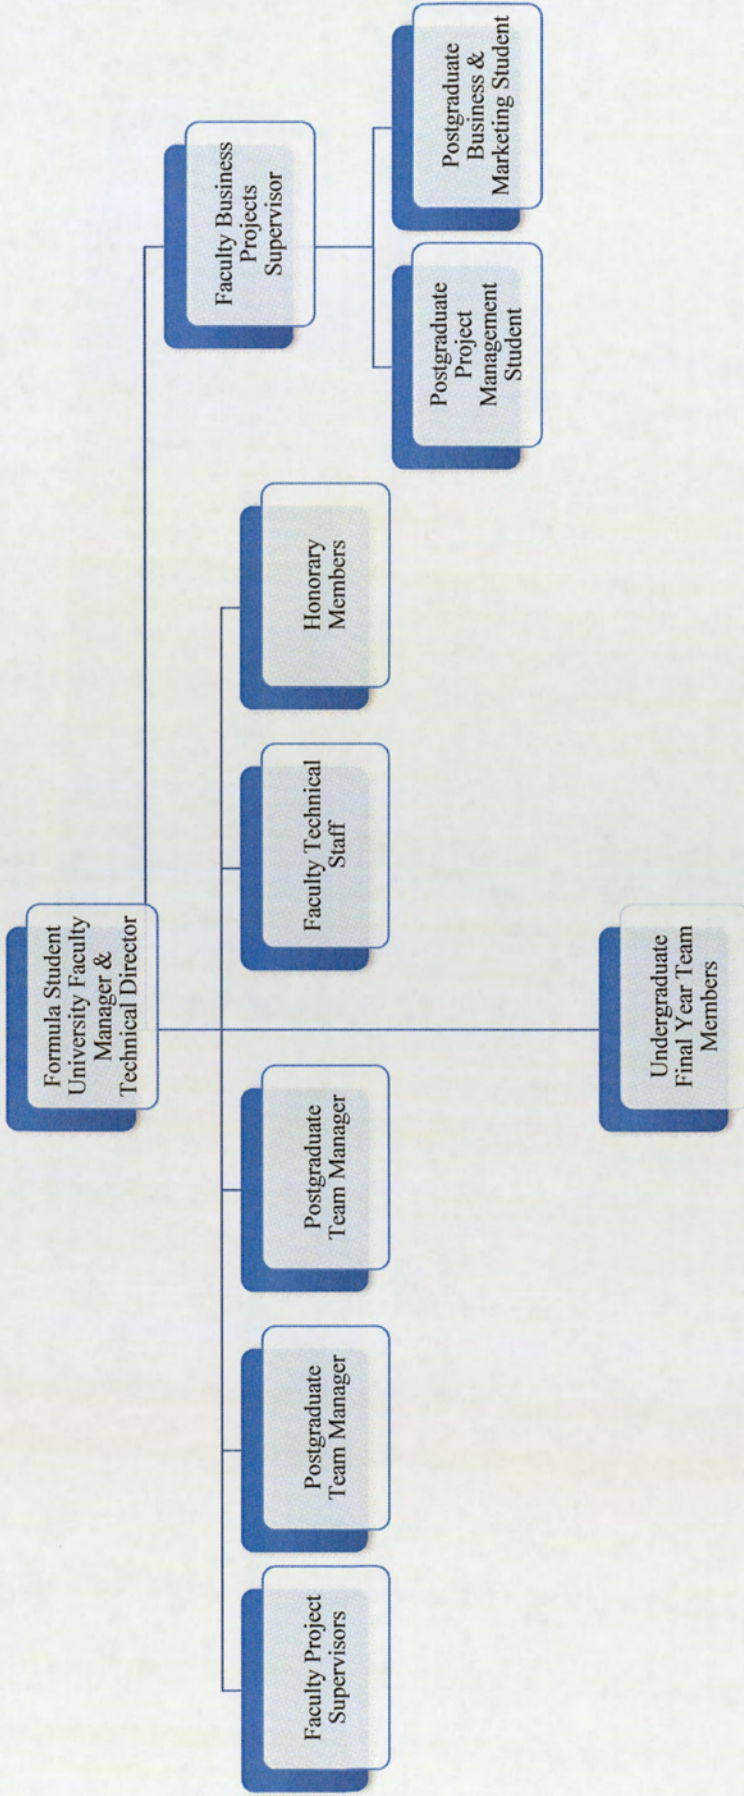 Formula Student
University Faculty
Manager &
Technical Director
Faculty Business
Projects
Supervisor
Faculty Project
Supervisors
Postgraduate
Team Manager
Postgraduate
Team Manager
Faculty Technical
Staff
Honorary
Members
Postgraduate
Project
Management
Student
Postgraduate
Business &
Marketing Student
Undergraduate
Final Year Team
Members